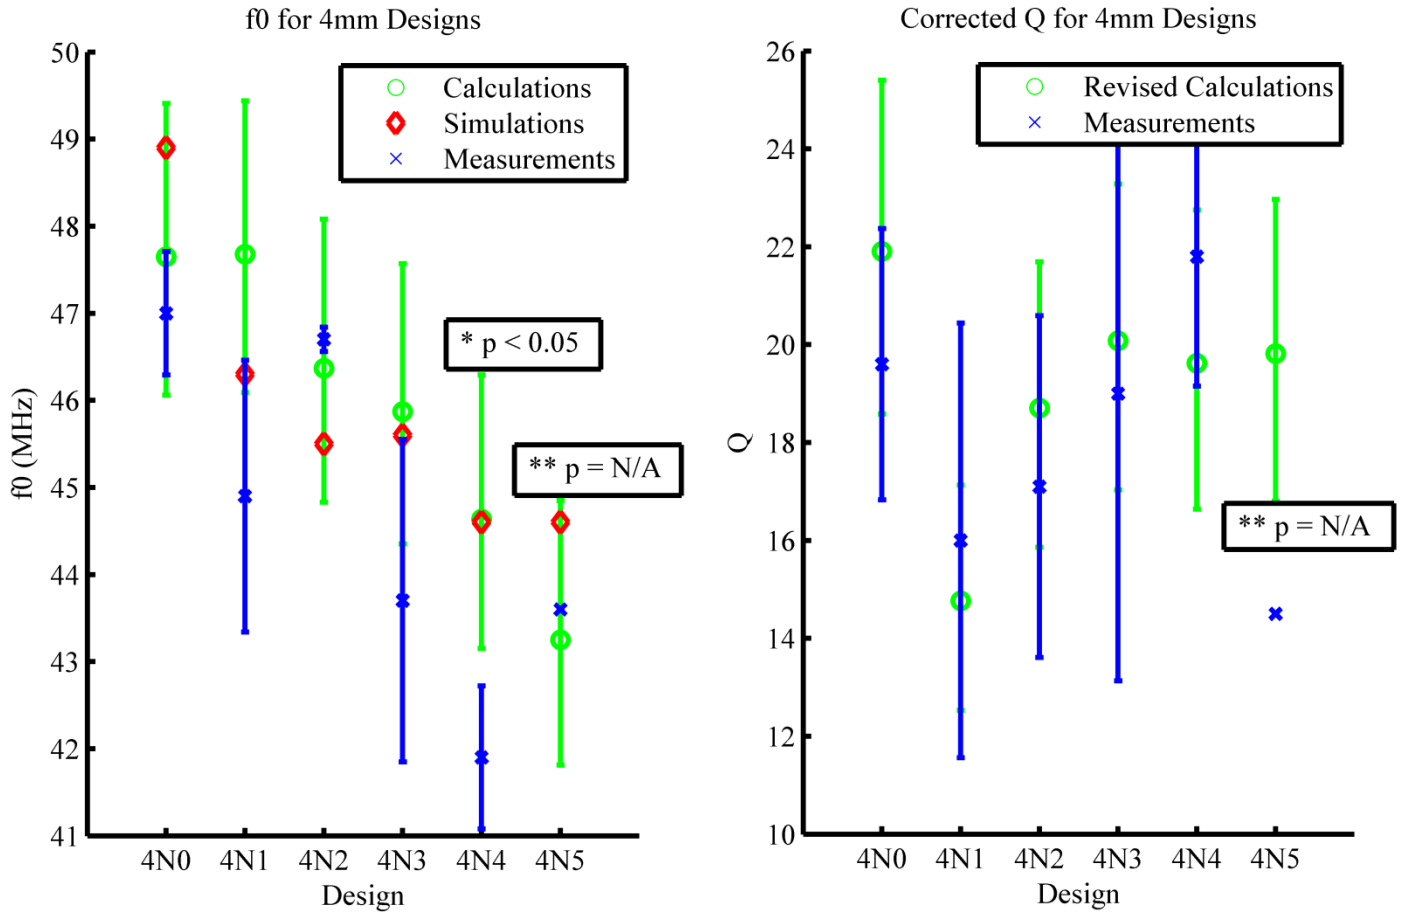 f0 for 4mm Designs
50
49
48
47
46
45
44
43
42
41
f0 (MHz)
Calculations
Simulations
Measurements
* p < 0.05
** p = N/A
4N0 4N1 4N2 4N3 4N4 4N5
Design
Corrected Q for 4mm Designs
26
24
22
20
18
16
14
12
10
Q
Revised Calculations
Measurements
** p = N/A
4N0 4N1 4N2 4N3 4N4 4N5
Design